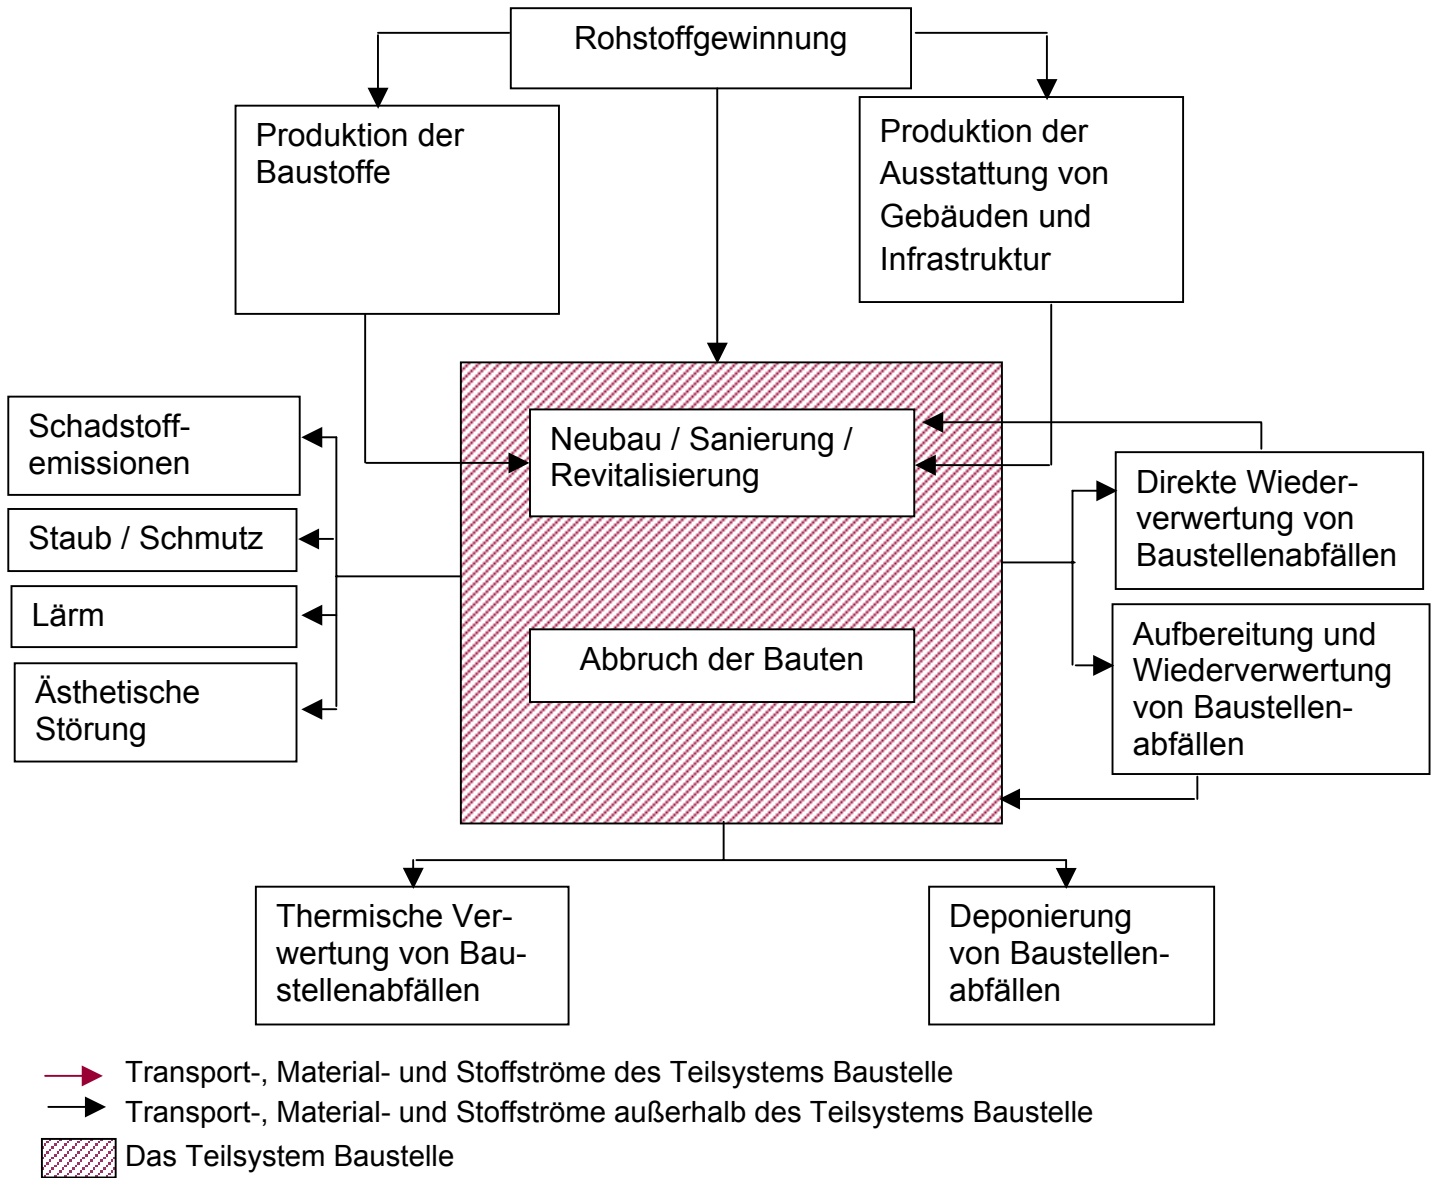 Rohstoffgewinnung
Produktion der
Baustoffe
Produktion der
Ausstattung von
Gebäuden und
Infrastruktur
Schadstoff-
emissionen
Staub / Schmutz
Lärm
Ästhetische
Störung
Neubau / Sanierung /
Revitalisierung
Abbruch der Bauten
Direkte Wieder-
verwertung von
Baustellenabfällen
Aufbereitung und
Wiederverwertung
von Baustellen-
abfällen
Thermische Ver-
wertung von Bau-
stellenabfällen
Deponierung
von Baustellen-
abfällen
Transport-, Material- und Stoffströme des Teilsystems Baustelle
Transport-, Material- und Stoffströme außerhalb des Teilsystems Baustelle
Das Teilsystem Baustelle